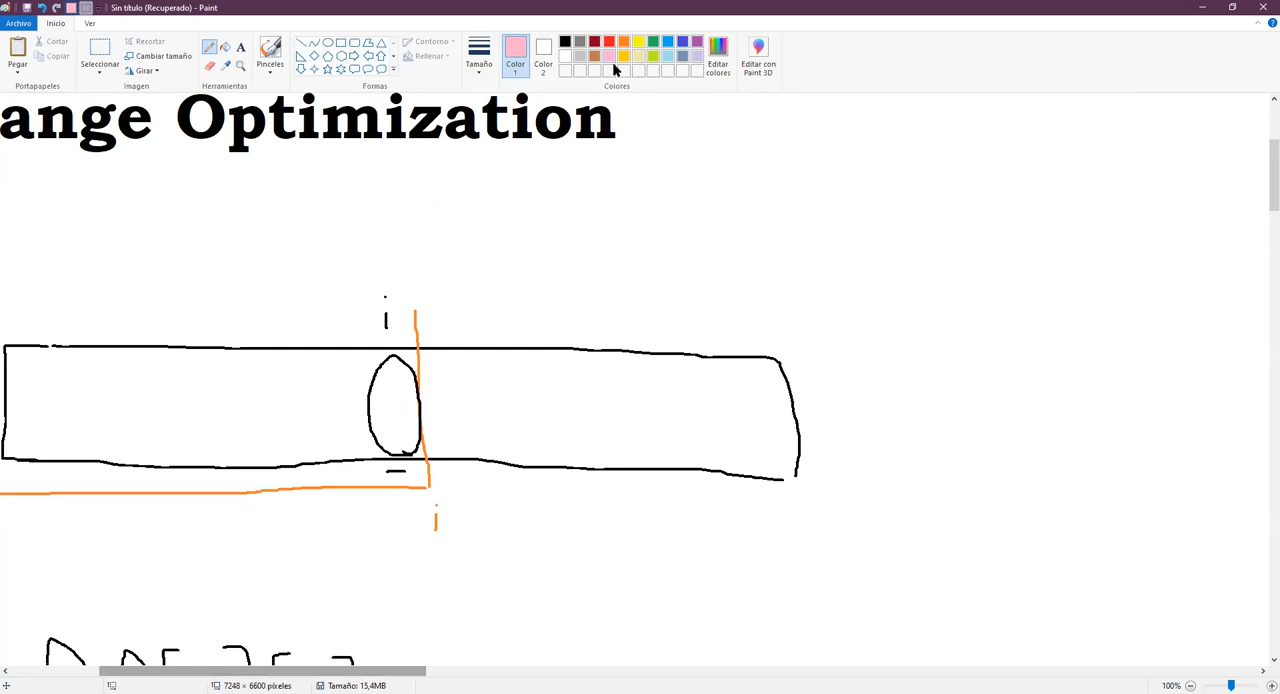 Sin título (Recuperado) - Paint
Archivo Inicio Ver
Pegar
Cortar
Copiar
Portapapeles
Seleccionar
Recortar
Cambiar tamaño
Girar
Imagen
A
Herramientas
Pinceles
Contorno
Rellenar
Formas
Tamaño
Color 1
Color 2
Editar colores
Colores
Editar con Paint 3D
ange Optimization
i
i
7248 × 6600 píxeles
Tamaño: 15,4MB
100%